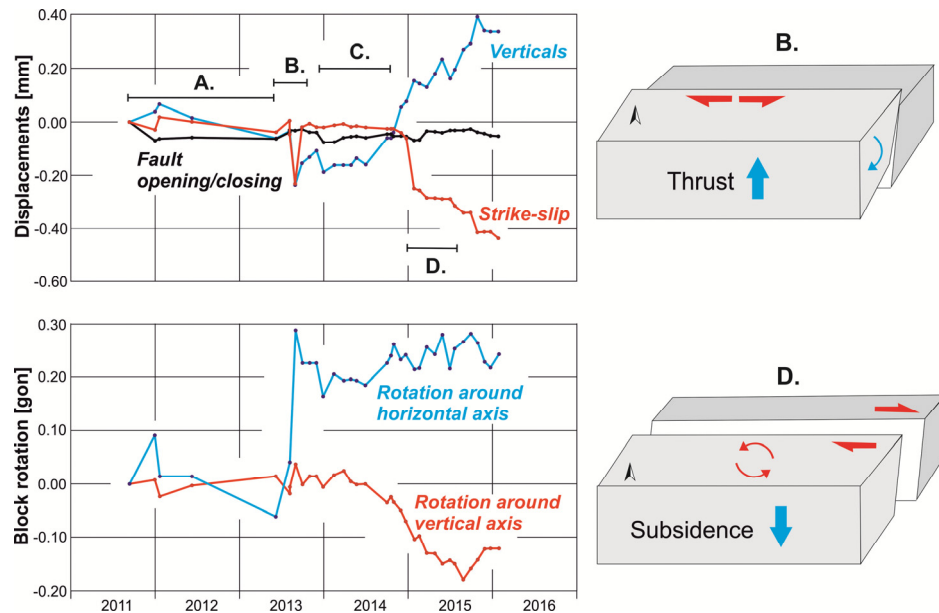 0.40
0.20
0.00
-0.20
-0.40
-0.60
Displacements [mm]
A.
B.
C.
D.
Verticals
Fault
opening/closing
Strike-slip
0.30
0.20
0.10
0.00
-0.10
-0.20
Block rotation [gon]
Rotation around
horizontal axis
Rotation around
vertical axis
2011 2012 2013 2014 2015 2016
B.
Thrust
D.
Subsidence